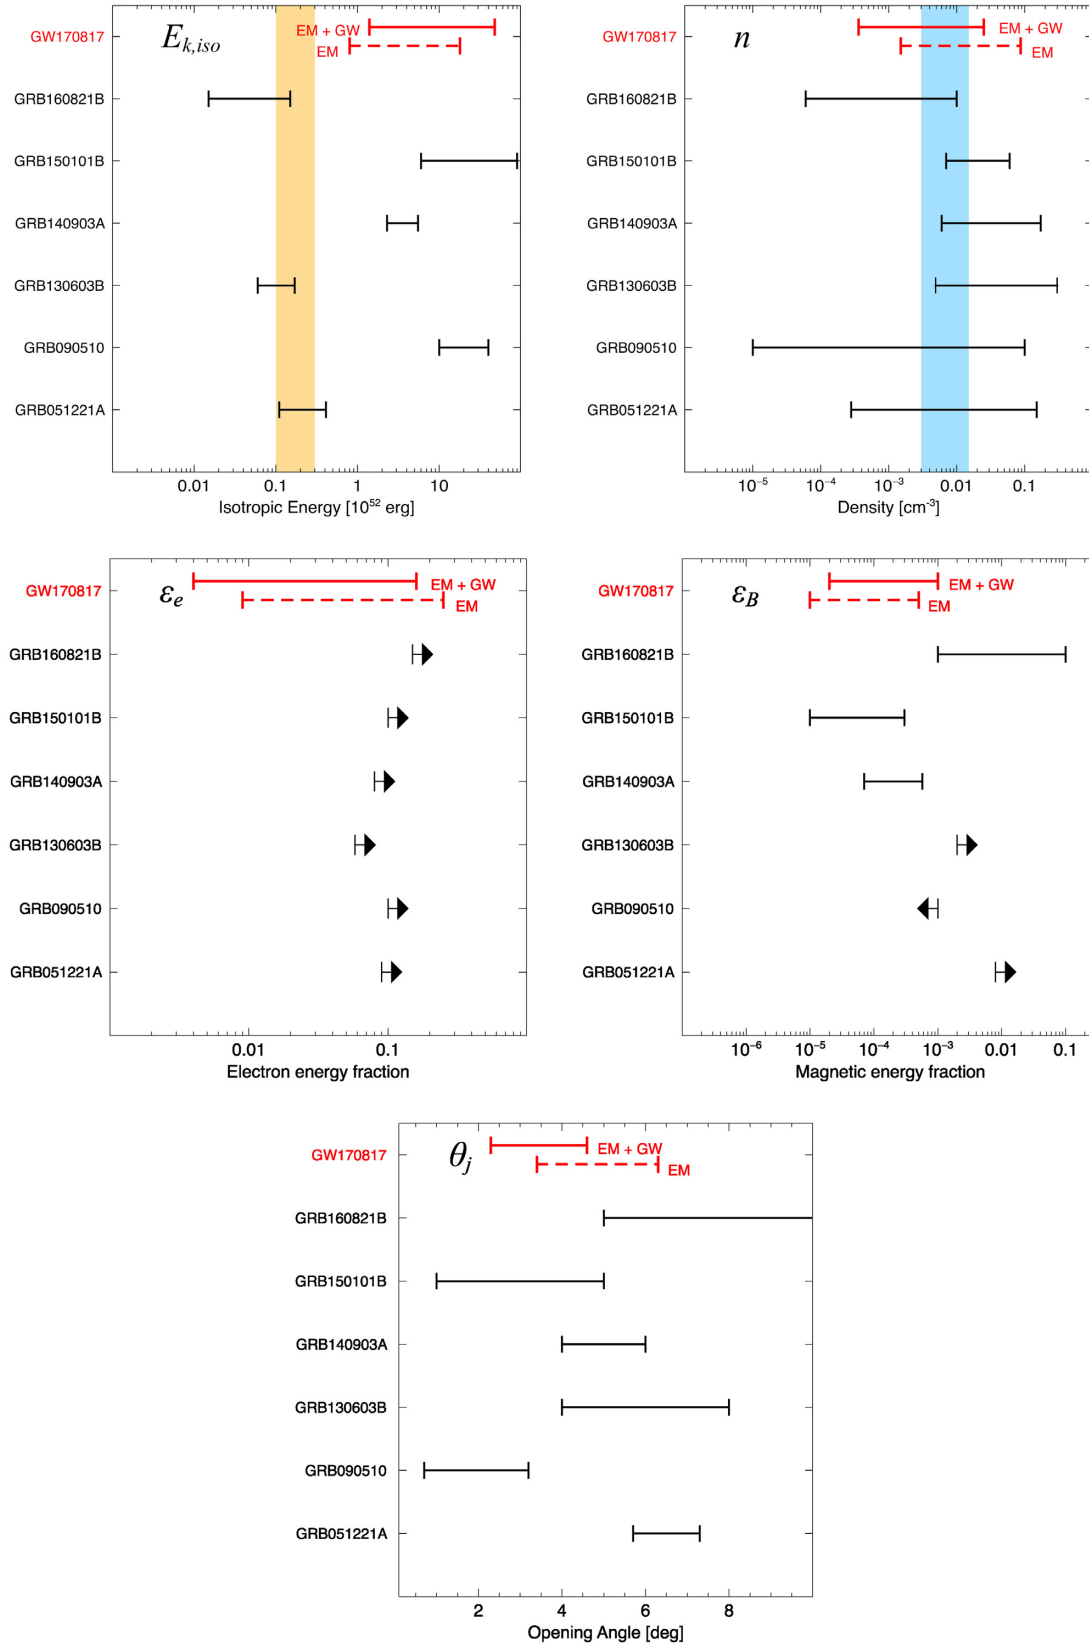 E_{k,iso}
GW170817
EM + GW
EM
GRB160821B
GRB150101B
GRB140903A
GRB130603B
GRB090510
GRB051221A
0.01 0.1 1 10
Isotropic Energy [10^{52} erg]
n
GW170817
EM + GW
EM
GRB160821B
GRB150101B
GRB140903A
GRB130603B
GRB090510
GRB051221A
10^{−5} 10^{−4} 10^{−3} 0.01 0.1
Density [cm^{-3}]
ε_e
GW170817
EM + GW
EM
GRB160821B
GRB150101B
GRB140903A
GRB130603B
GRB090510
GRB051221A
0.01 0.1
Electron energy fraction
ε_B
GW170817
EM + GW
EM
GRB160821B
GRB150101B
GRB140903A
GRB130603B
GRB090510
GRB051221A
10^{−6} 10^{−5} 10^{−4} 10^{−3} 0.01 0.1
Magnetic energy fraction
θ_j
GW170817
EM + GW
EM
GRB160821B
GRB150101B
GRB140903A
GRB130603B
GRB090510
GRB051221A
2 4 6 8
Opening Angle [deg]